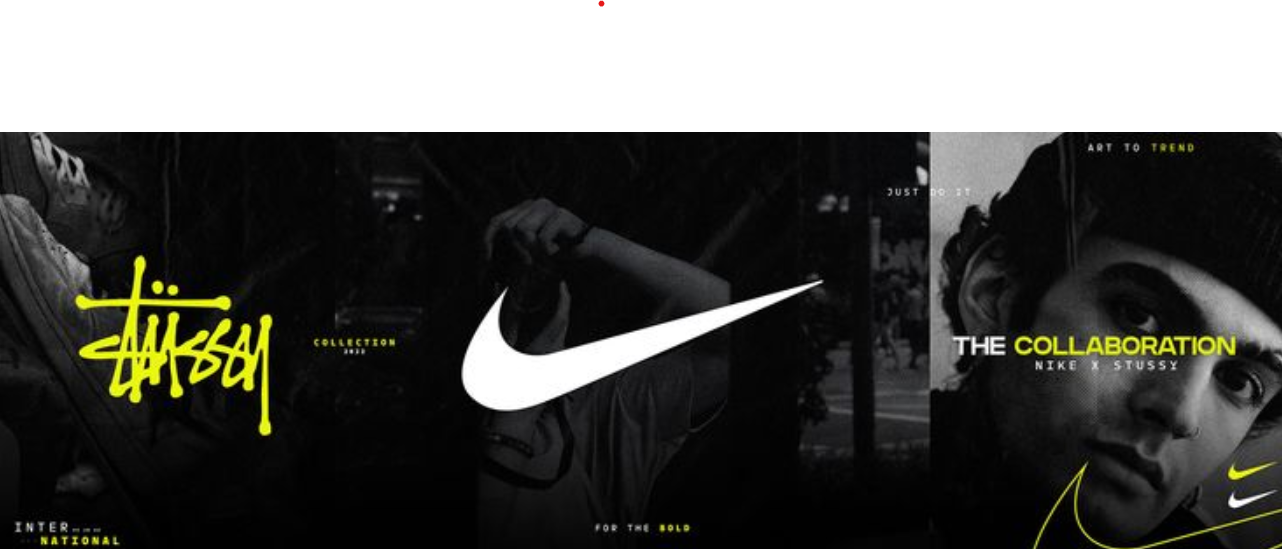 ART TO TREND
JUST DO IT
Stüssy
COLLECTION
2022
THE COLLABORATION
NIKE X STUSSY
INTER
NATIONAL
FOR THE BOLD